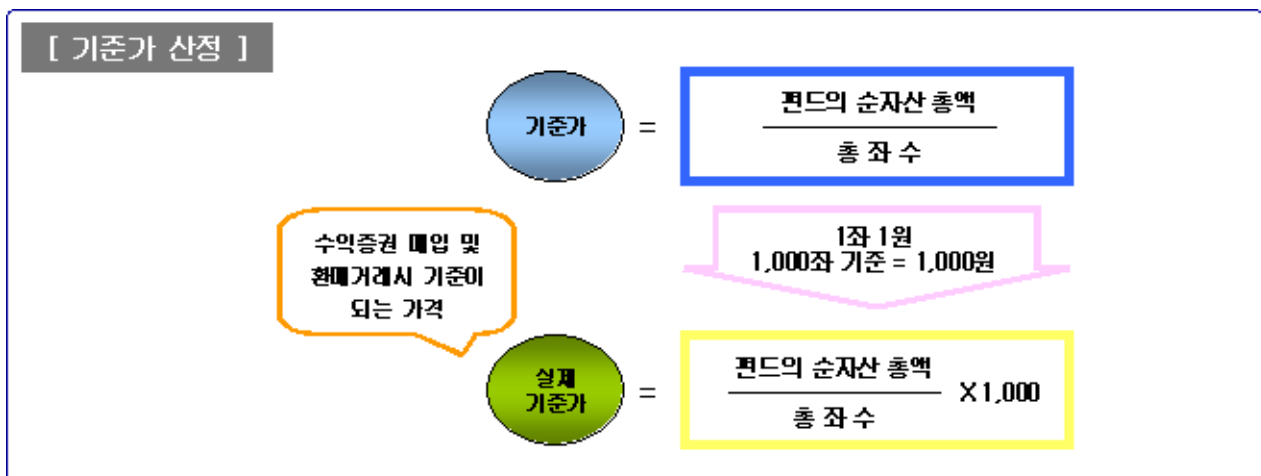 [ 기준가 산정 ]
기준가 =
펀드의 순자산 총액
총 좌 수
1좌 1원
1,000좌 기준 = 1,000원
수익증권 매입 및
환매거래시 기준이
되는 가격
실제
기준가 =
펀드의 순자산 총액
X 1,000
총 좌 수